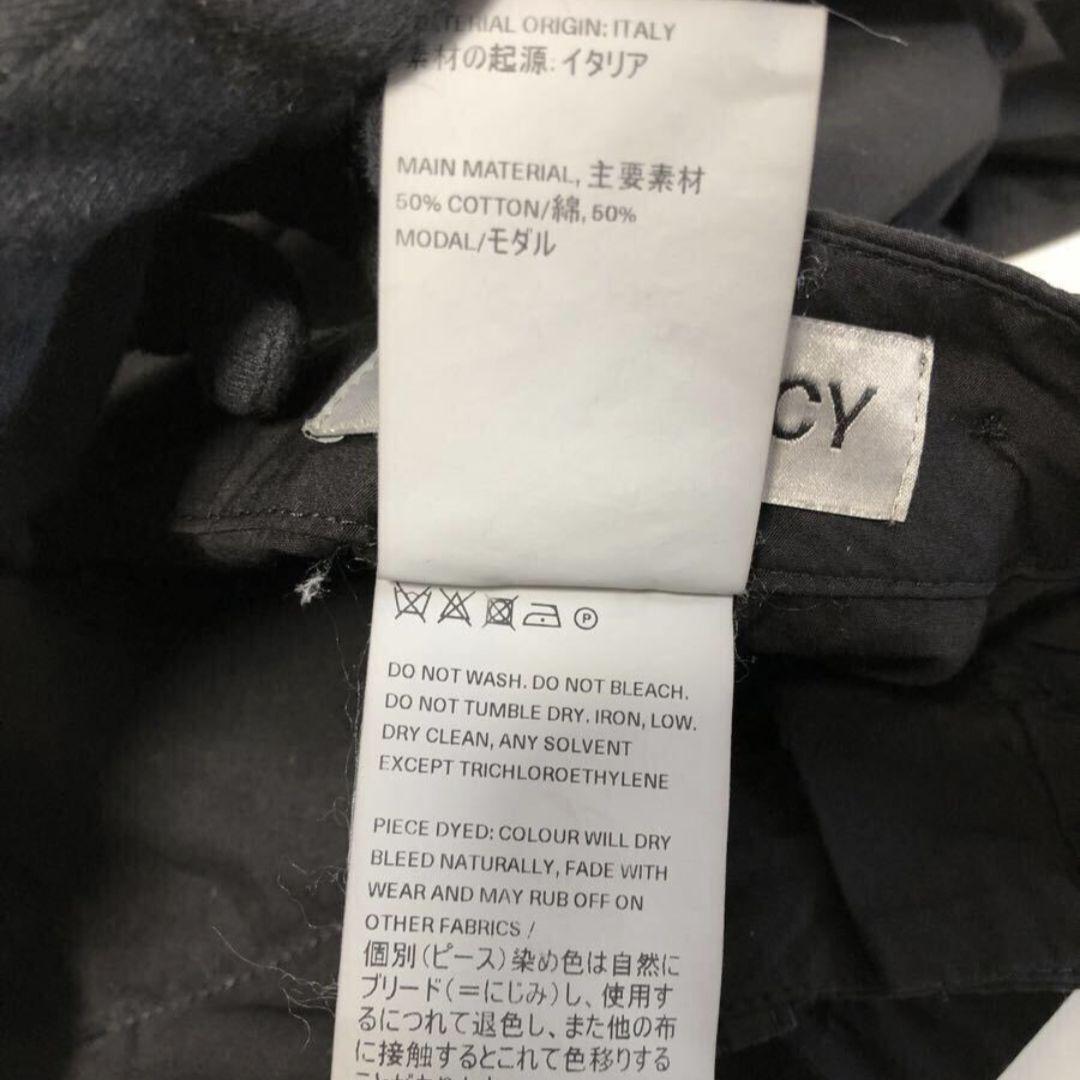 MATERIAL ORIGIN: ITALY
素材の起源: イタリア
MAIN MATERIAL, 主要素材
50% COTTON/綿, 50%
MODAL/モダル
CY
P
DO NOT WASH. DO NOT BLEACH.
DO NOT TUMBLE DRY. IRON, LOW.
DRY CLEAN, ANY SOLVENT
EXCEPT TRICHLOROETHYLENE
PIECE DYED: COLOUR WILL DRY
BLEED NATURALLY, FADE WITH
WEAR AND MAY RUB OFF ON
OTHER FABRICS /
個別(ピース)染め色は自然に
ブリード(=にじみ)し、使用す
るにつれて退色し、また他の布
に接触するとこれて色移りする